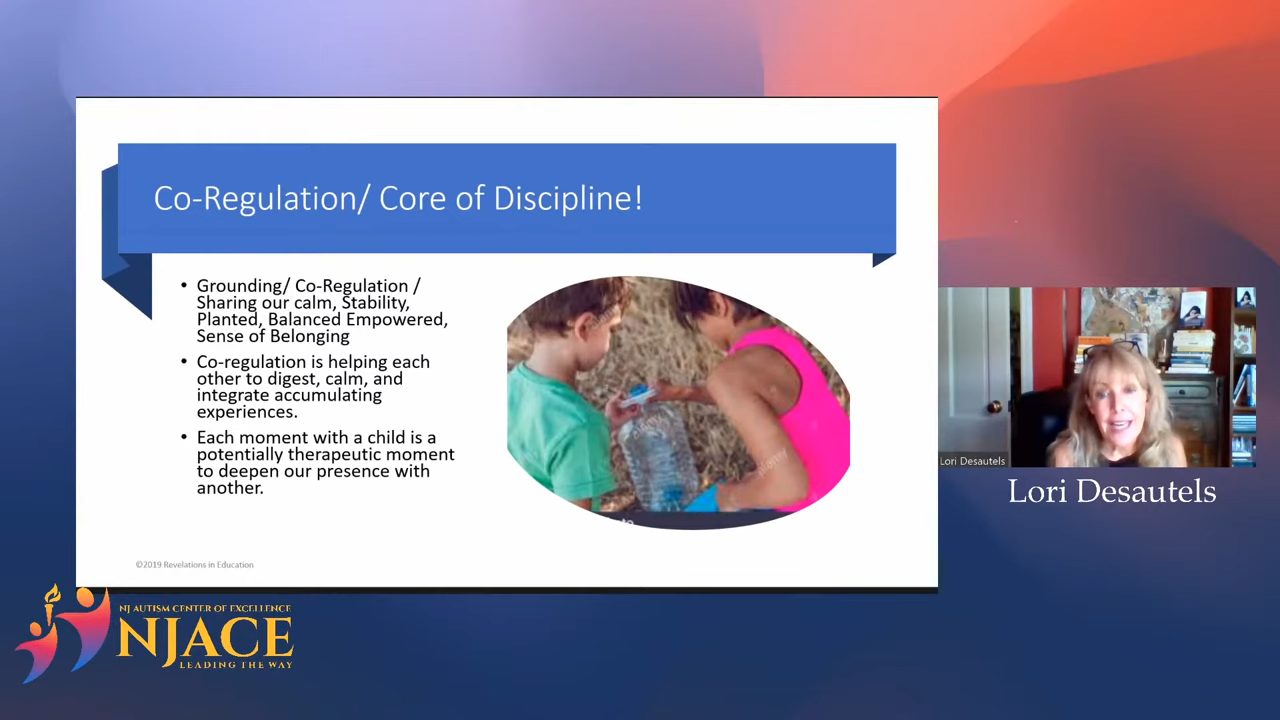 Co-Regulation/ Core of Discipline!
• Grounding/ Co-Regulation /
Sharing our calm, Stability,
Planted, Balanced Empowered,
Sense of Belonging
• Co-regulation is helping each
other to digest, calm, and
integrate accumulating
experiences.
• Each moment with a child is a
potentially therapeutic moment
to deepen our presence with
another.
©2019 Revelations in Education
Lori Desautels
Lori Desautels
NJ AUTISM CENTER OF EXCELLENCE
NJACE
LEADING THE WAY